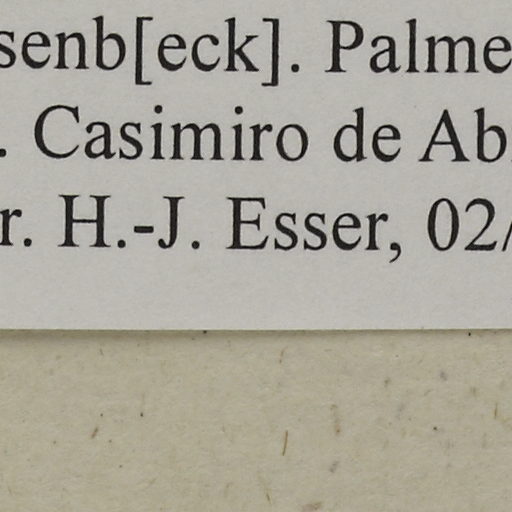 senb[eck]. Palme
. Casimiro de Ab
r. H.-J. Esser, 02/